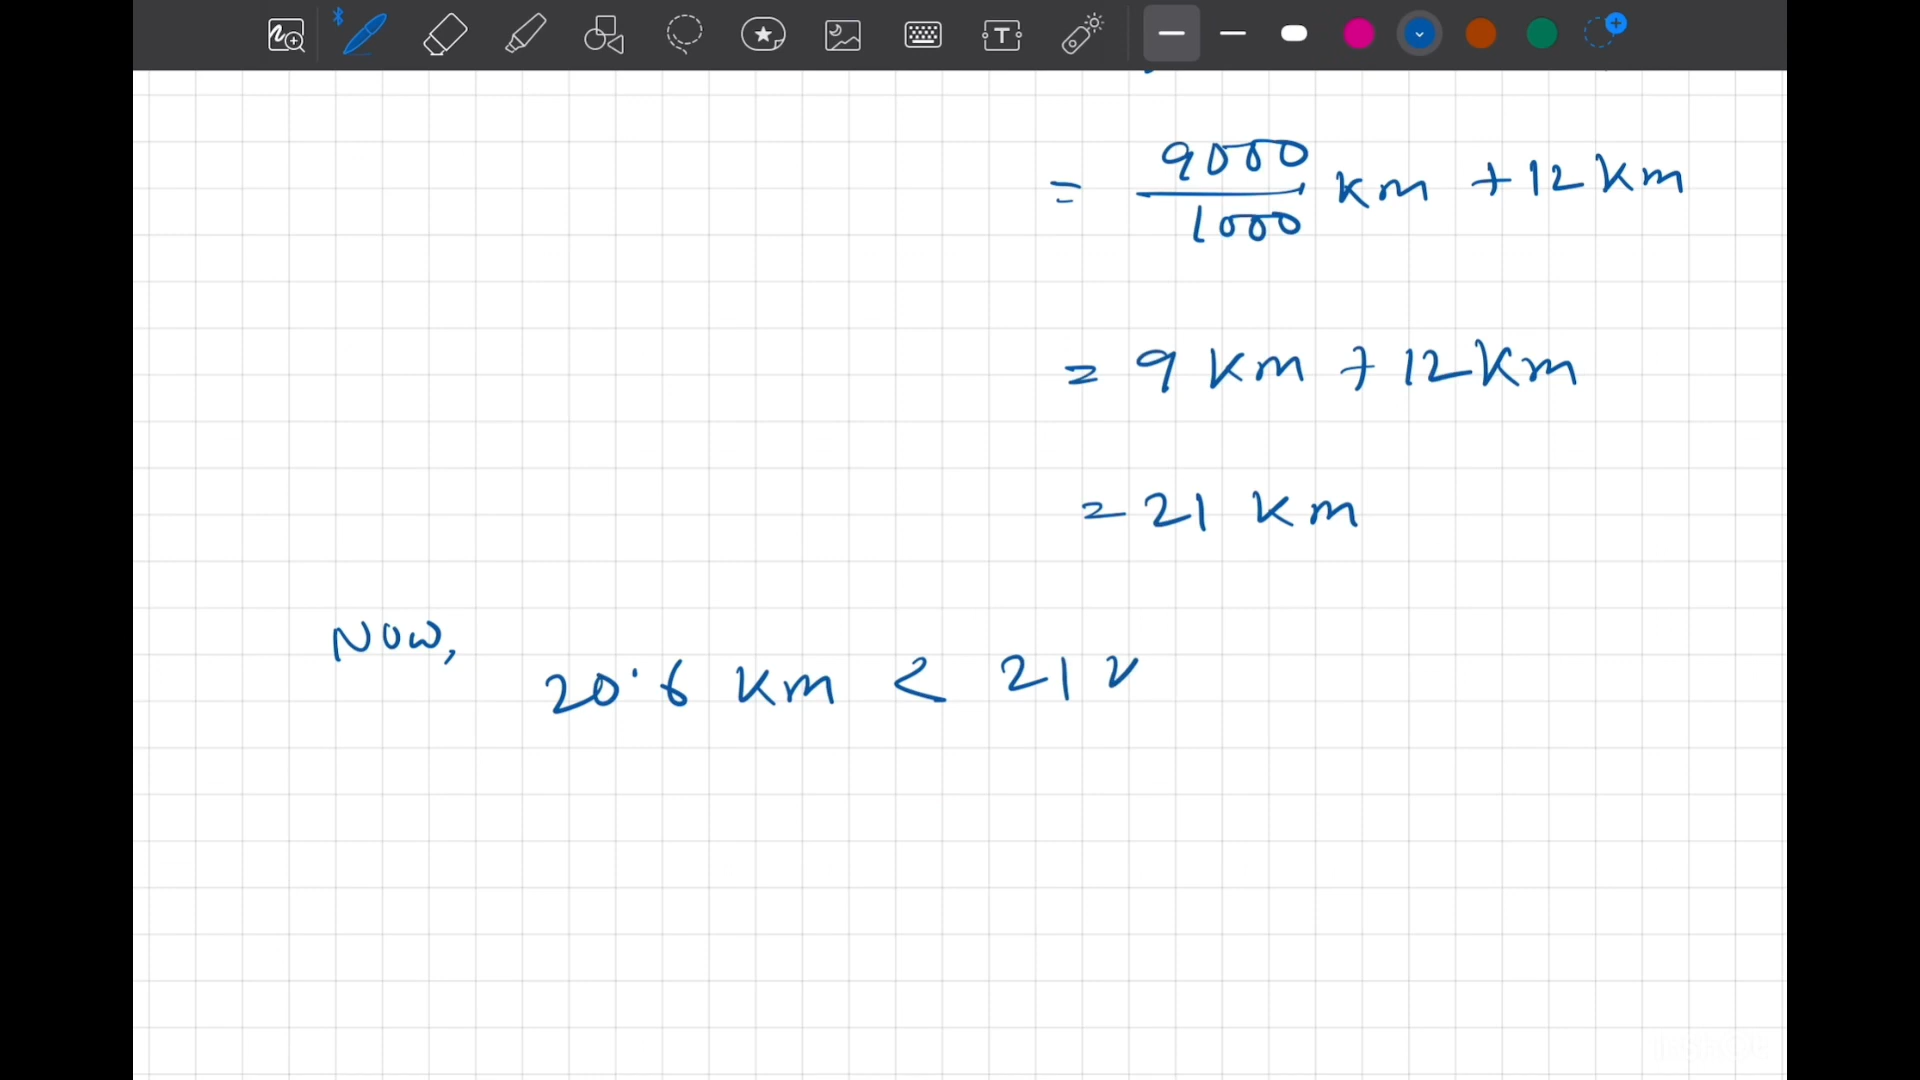 = 9000/1000 km + 12 km
= 9 km + 12 km
= 21 km
Now,
20.6 km < 21